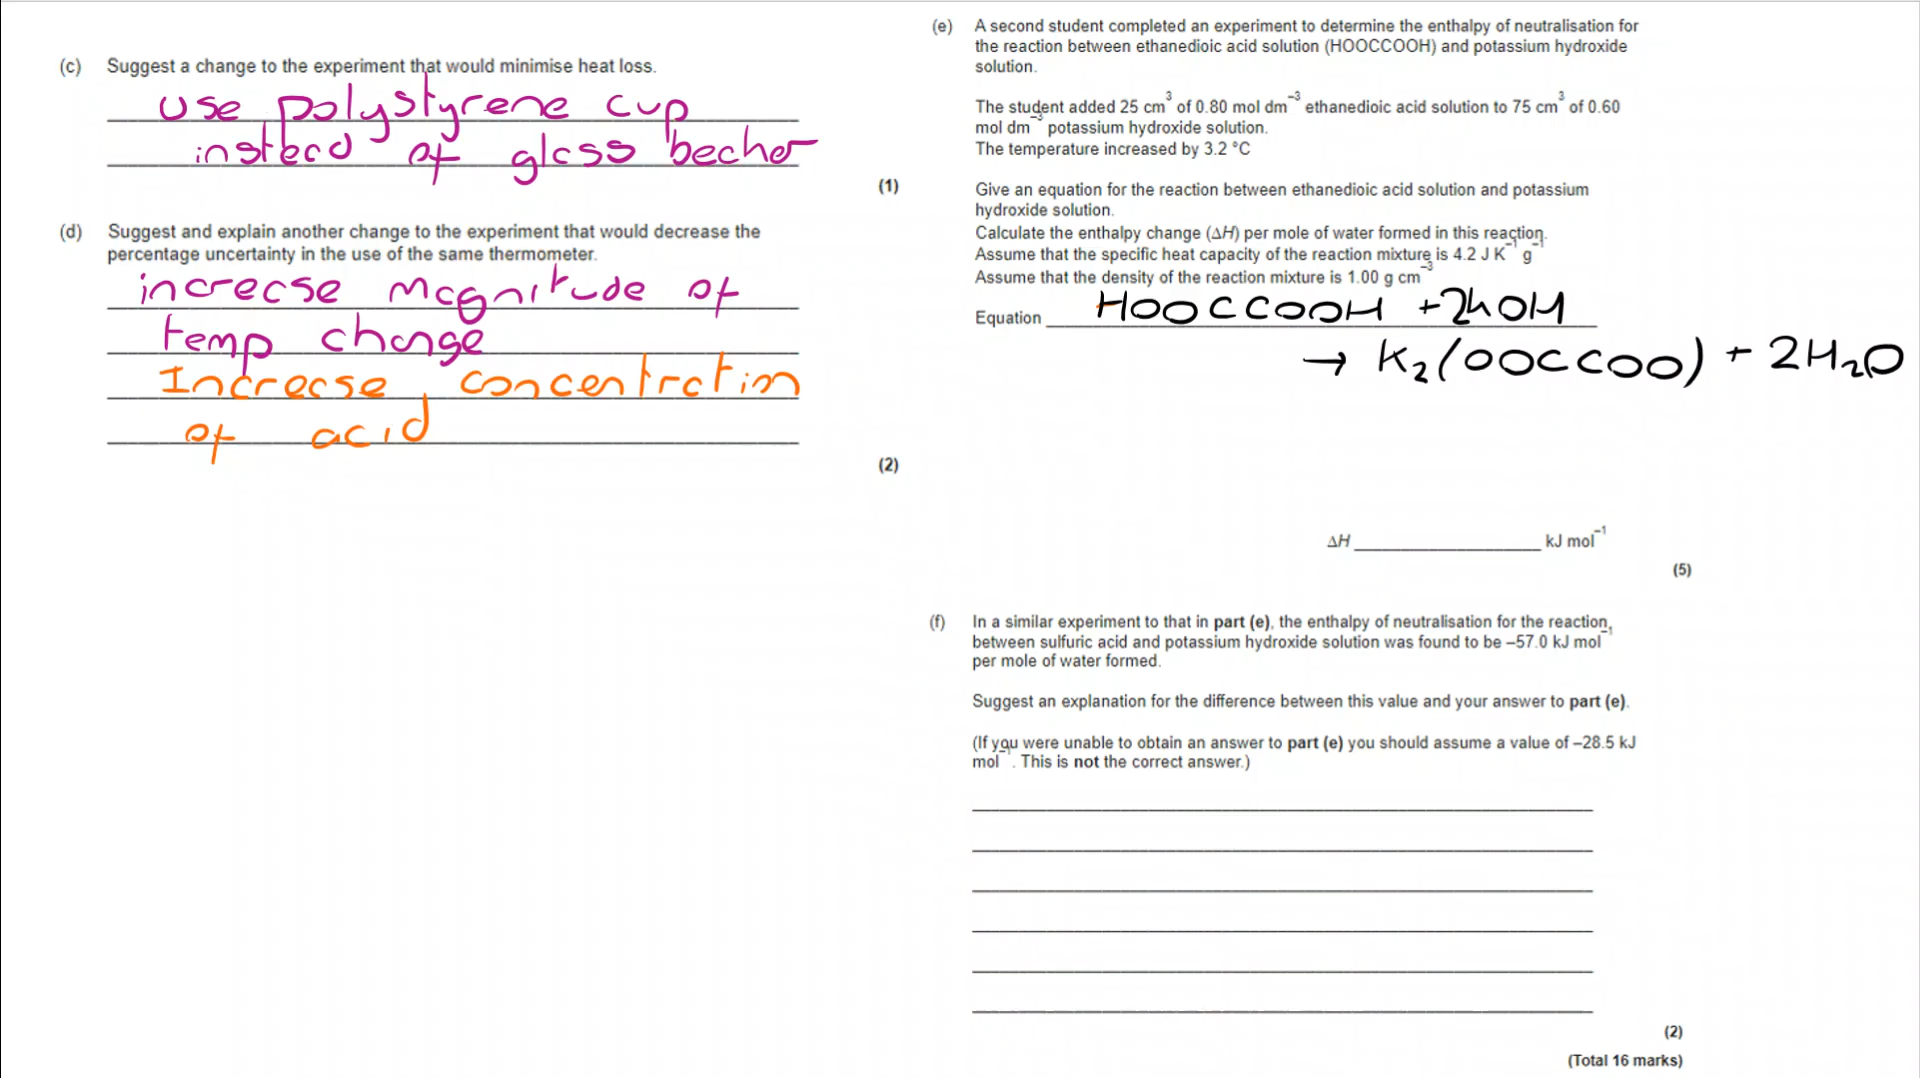 (c) Suggest a change to the experiment that would minimise heat loss.
use polystyrene cup
instead of glass beaker
(1)
(d) Suggest and explain another change to the experiment that would decrease the
percentage uncertainty in the use of the same thermometer.
increase magnitude of
temp change
Increase concentration
of acid
(2)
(e) A second student completed an experiment to determine the enthalpy of neutralisation for
the reaction between ethanedioic acid solution (HOOCCOOH) and potassium hydroxide
solution.
The student added 25 cm³ of 0.80 mol dm⁻³ ethanedioic acid solution to 75 cm³ of 0.60
mol dm⁻³ potassium hydroxide solution.
The temperature increased by 3.2 °C
Give an equation for the reaction between ethanedioic acid solution and potassium
hydroxide solution.
Calculate the enthalpy change (ΔH) per mole of water formed in this reaction.
Assume that the specific heat capacity of the reaction mixture is 4.2 J K⁻¹ g⁻¹
Assume that the density of the reaction mixture is 1.00 g cm⁻³
Equation HOOCCOOH + 2KOH
→ K₂(OOCCOO) + 2H₂O
ΔH kJ mol⁻¹
(5)
(f) In a similar experiment to that in part (e), the enthalpy of neutralisation for the reaction
between sulfuric acid and potassium hydroxide solution was found to be –57.0 kJ mol⁻¹
per mole of water formed.
Suggest an explanation for the difference between this value and your answer to part (e).
(If you were unable to obtain an answer to part (e) you should assume a value of –28.5 kJ
mol⁻¹. This is not the correct answer.)
(2)
(Total 16 marks)